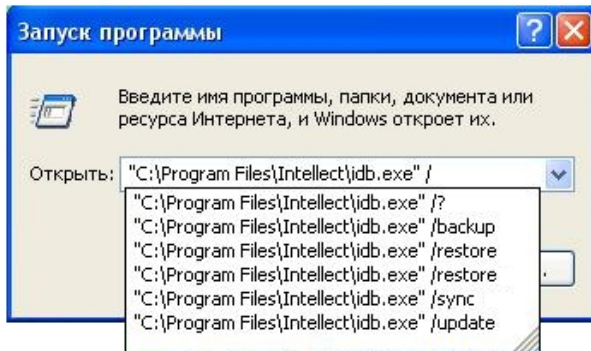 Запуск программы
Введите имя программы, папки, документа или
ресурса Интернета, и Windows откроет их.
Открыть: "C:\Program Files\Intellect\idb.exe" /
"C:\Program Files\Intellect\idb.exe" /?
"C:\Program Files\Intellect\idb.exe" /backup
"C:\Program Files\Intellect\idb.exe" /restore
"C:\Program Files\Intellect\idb.exe" /restore
"C:\Program Files\Intellect\idb.exe" /sync
"C:\Program Files\Intellect\idb.exe" /update